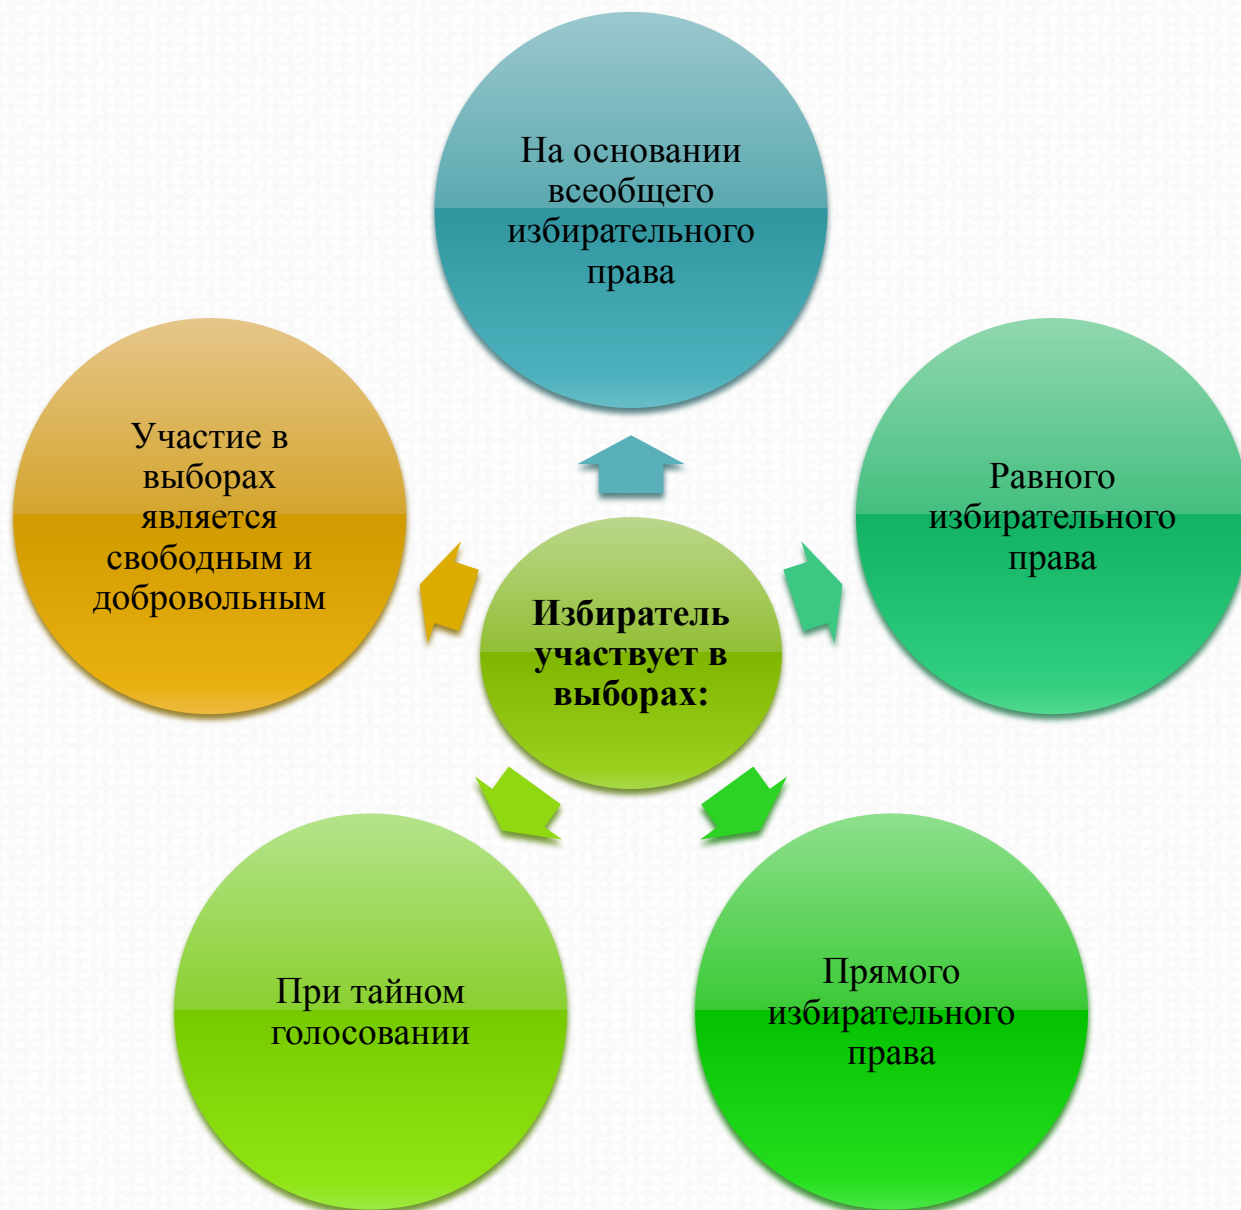 На основании
всеобщего
избирательного
права
Равного
избирательного
права
Прямого
избирательного
права
При тайном
голосовании
Участие в
выборах
является
свободным и
добровольным
Избиратель
участвует в
выборах: